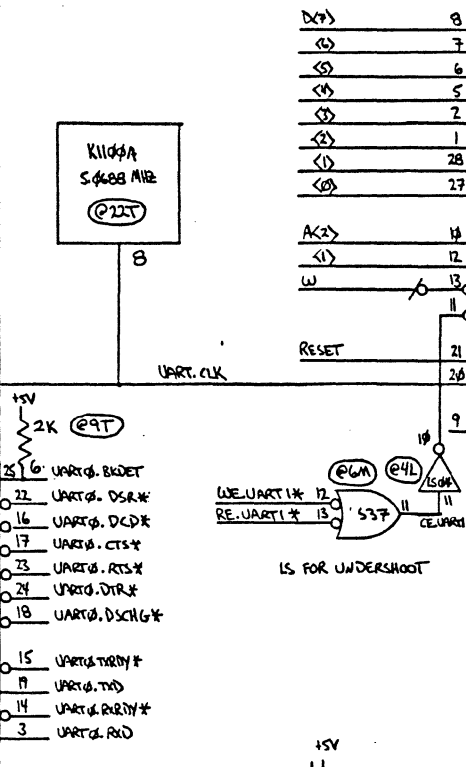 D<7> 8
<6> 7
<5> 6
<4> 5
<3> 2
<2> 1
<1> 28
<0> 27
K1100A
5.0688 MHz
@22T
8
A<2> 10
<1> 12
W 13
11
RESET 21
UART.CLK 20
+5V
2K @9T
9
10
25 6 UART0.BKDET
22 UART0.DSR*
16 UART0.DCD*
17 UART0.CTS*
23 UART0.RTS*
24 UART0.DTR*
18 UART0.DSCHG*
@6M @4L
WE.UART1* 12
RE.UART1* 13
'S37 11
LS04
11
CE.UART1
LS FOR UNDERSHOOT
15 UART0.TXRDY*
19 UART0.TXD
14 UART0.RXRDY*
3 UART0.RXD
+5V